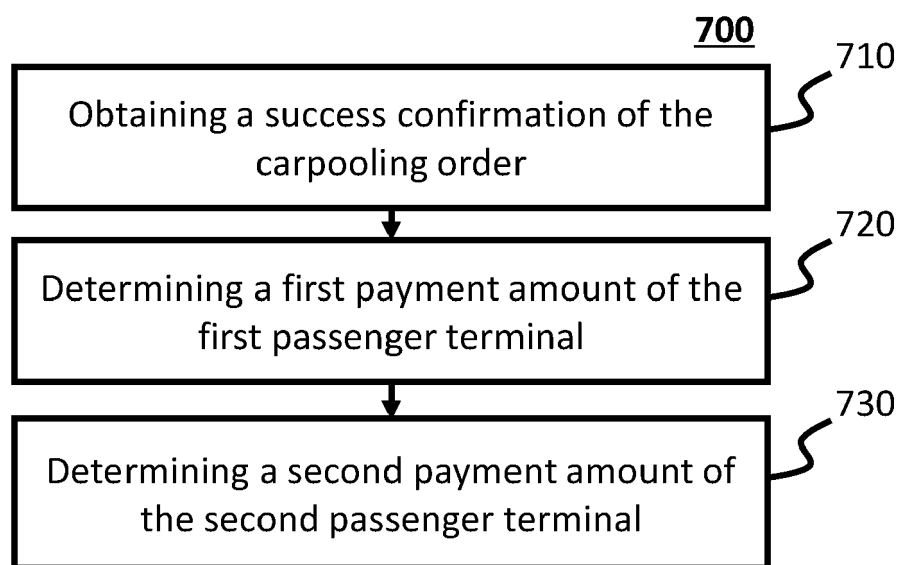 700
710
Obtaining a success confirmation of the
carpooling order
720
Determining a first payment amount of the
first passenger terminal
730
Determining a second payment amount of
the second passenger terminal